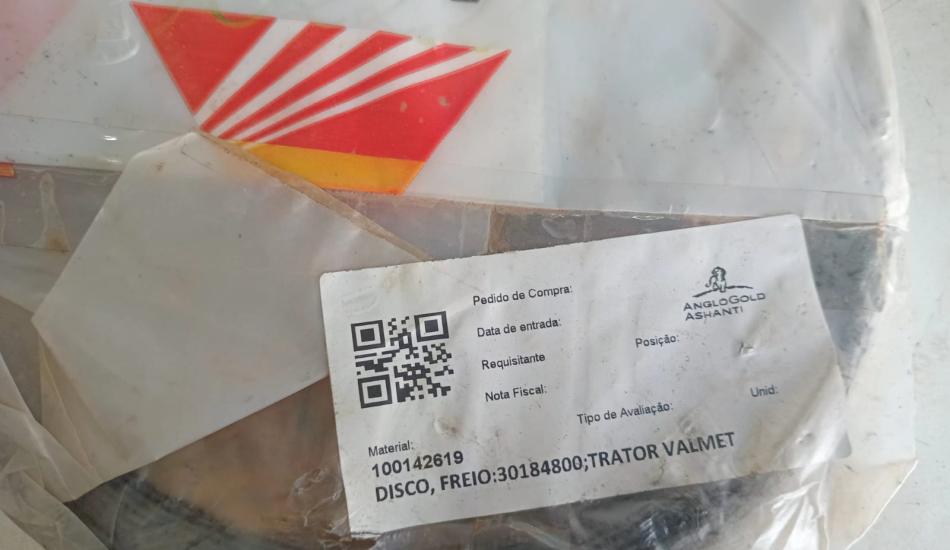 Pedido de Compra:
ANGLOGOLD
ASHANTI
Data de entrada:
Requisitante
Posição:
Nota Fiscal:
Tipo de Avaliação:
Unid:
Material:
100142619
DISCO, FREIO:30184800;TRATOR VALMET